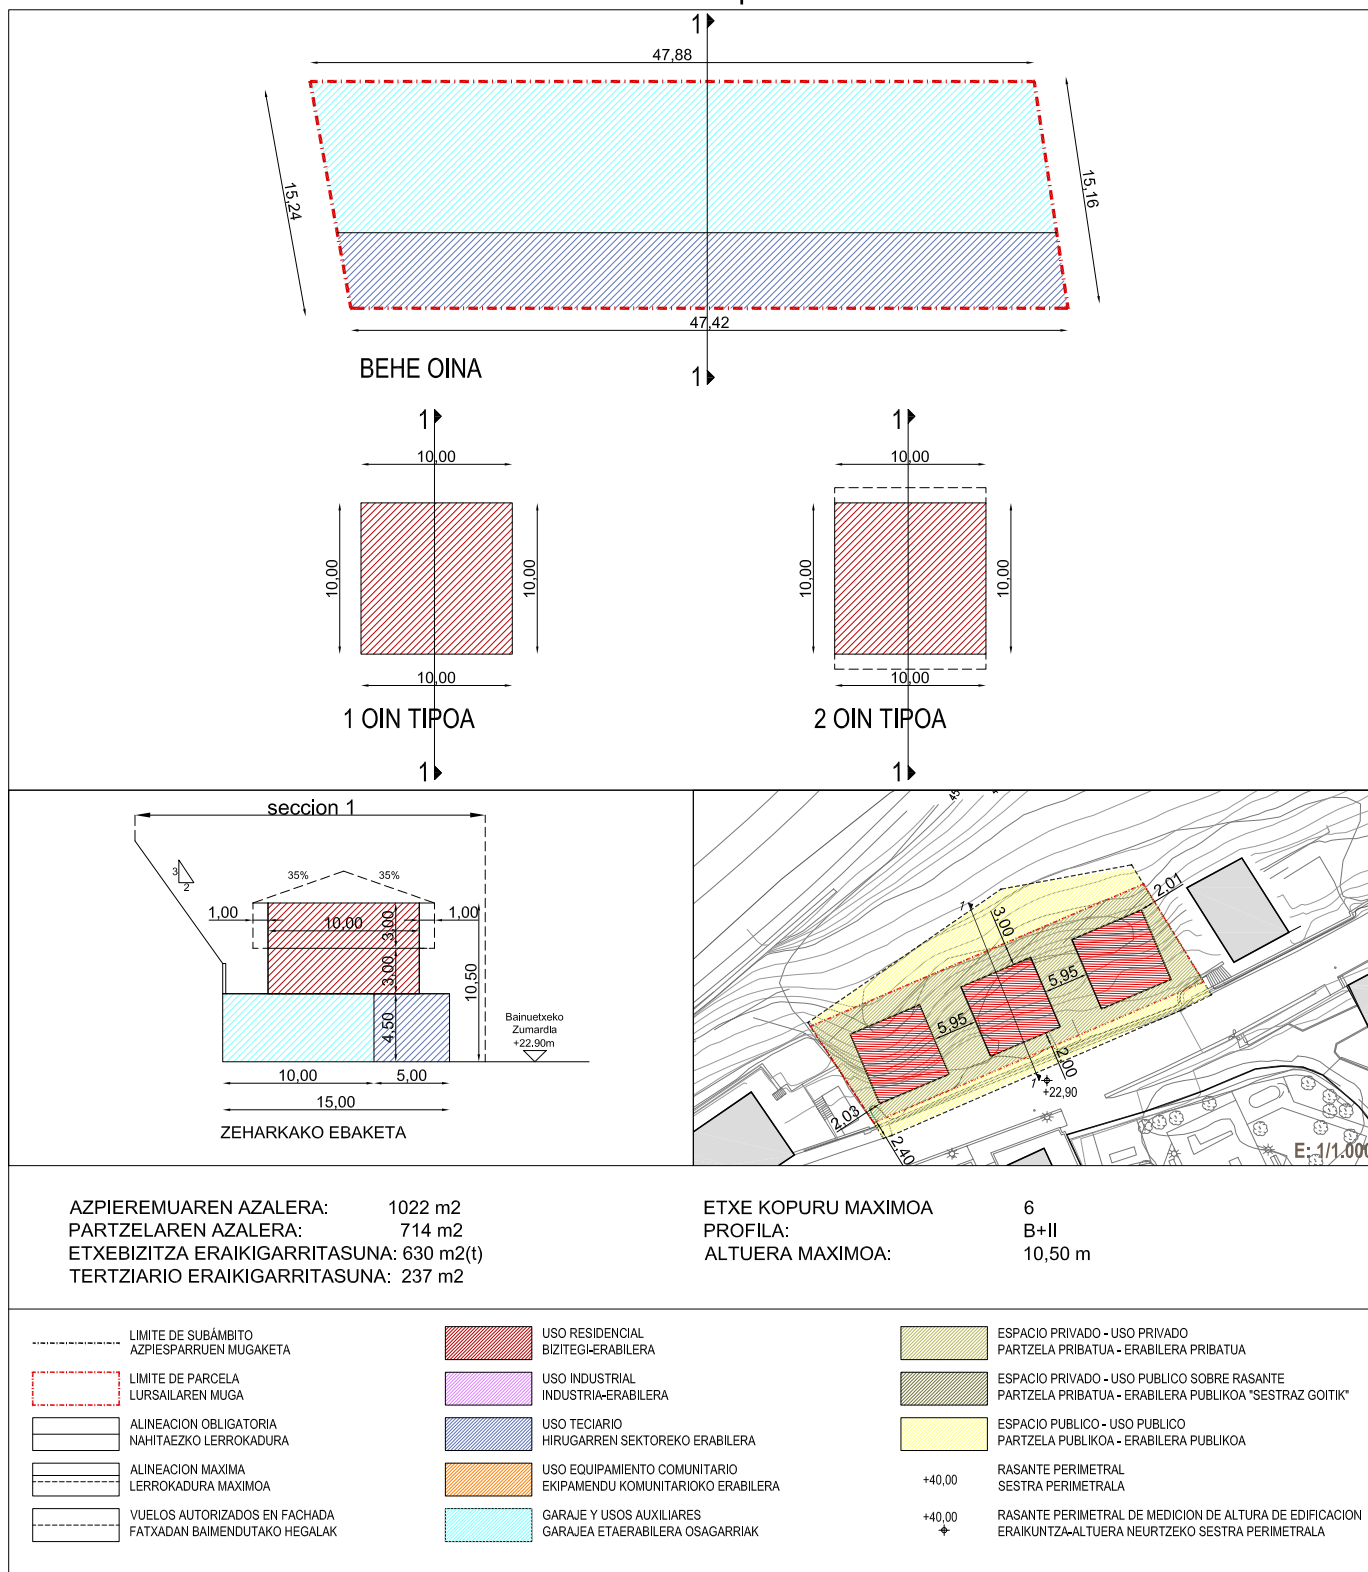 1
47,88
15,24
15,16
47,42
BEHE OINA
1
1
1
10,00
10,00
10,00
10,00
10,00
10,00
10,00
10,00
1 OIN TIPOA
2 OIN TIPOA
1
1
seccion 1
3
2
35%
35%
1,00
10,00
1,00
3,00
3,00
4,50
10,50
Bainuetxeko
Zumardia
+22.90m
10,00
5,00
15,00
ZEHARKAKO EBAKETA
45
1
3,00
2,01
5,95
5,95
2,00
1
+22,90
2,03
2,40
E: 1/1.000
AZPIEREMUAREN AZALERA: 1022 m2
PARTZELAREN AZALERA: 714 m2
ETXEBIZITZA ERAIKIGARRITASUNA: 630 m2(t)
TERTZIARIO ERAIKIGARRITASUNA: 237 m2
ETXE KOPURU MAXIMOA 6
PROFILA: B+II
ALTUERA MAXIMOA: 10,50 m
LIMITE DE SUBÁMBITO
AZPIESPARRUEN MUGAKETA
LIMITE DE PARCELA
LURSAILAREN MUGA
ALINEACION OBLIGATORIA
NAHITAEZKO LERROKADURA
ALINEACION MAXIMA
LERROKADURA MAXIMOA
VUELOS AUTORIZADOS EN FACHADA
FATXADAN BAIMENDUTAKO HEGALAK
USO RESIDENCIAL
BIZITEGI-ERABILERA
USO INDUSTRIAL
INDUSTRIA-ERABILERA
USO TECIARIO
HIRUGARREN SEKTOREKO ERABILERA
USO EQUIPAMIENTO COMUNITARIO
EKIPAMENDU KOMUNITARIOKO ERABILERA
GARAJE Y USOS AUXILIARES
GARAJEA ETAERABILERA OSAGARRIAK
ESPACIO PRIVADO - USO PRIVADO
PARTZELA PRIBATUA - ERABILERA PRIBATUA
ESPACIO PRIVADO - USO PUBLICO SOBRE RASANTE
PARTZELA PRIBATUA - ERABILERA PUBLIKOA "SESTRAZ GOITIK"
ESPACIO PUBLICO - USO PUBLICO
PARTZELA PUBLIKOA - ERABILERA PUBLIKOA
+40,00
RASANTE PERIMETRAL
SESTRA PERIMETRALA
+40,00
RASANTE PERIMETRAL DE MEDICION DE ALTURA DE EDIFICACION
ERAIKUNTZA-ALTUERA NEURTZEKO SESTRA PERIMETRALA